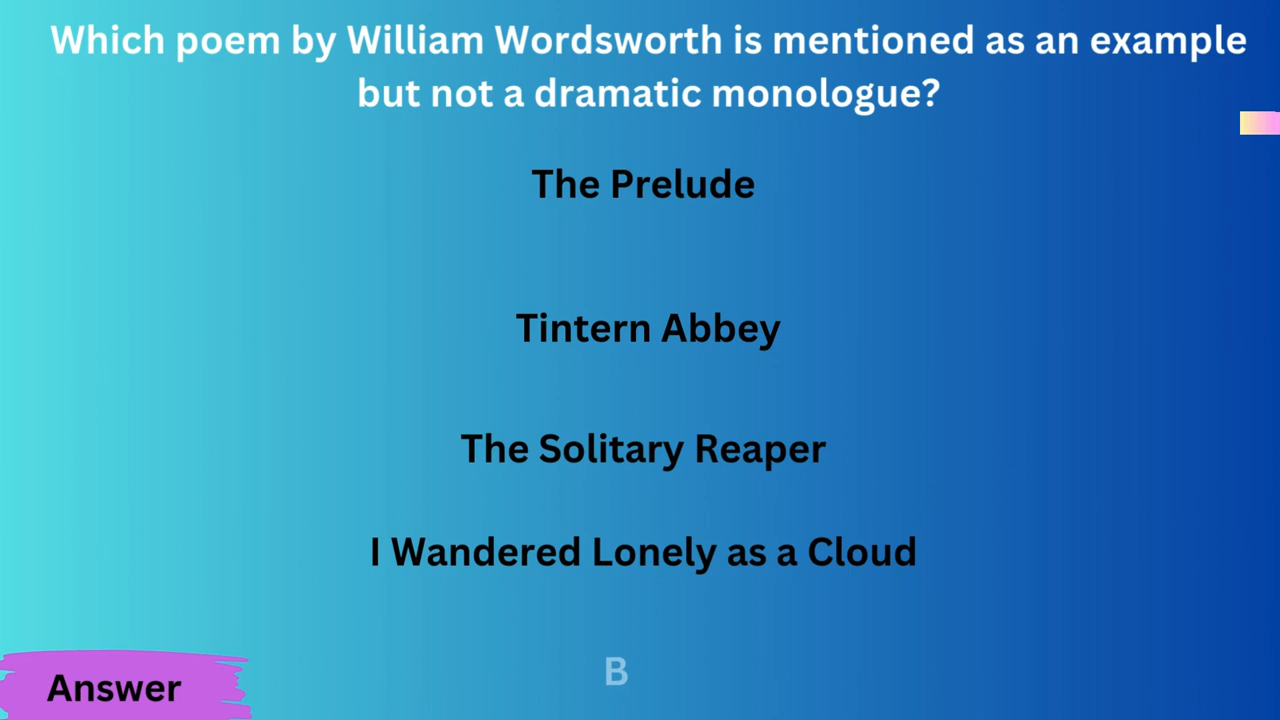 Which poem by William Wordsworth is mentioned as an example
but not a dramatic monologue?
The Prelude
Tintern Abbey
The Solitary Reaper
I Wandered Lonely as a Cloud
B
Answer